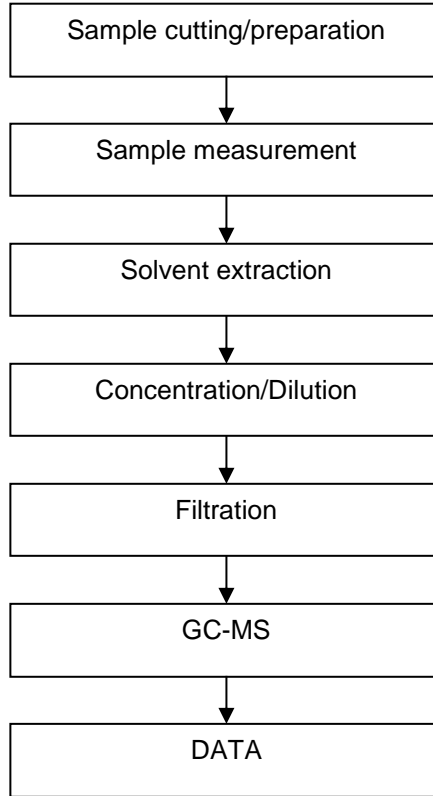 Sample cutting/preparation
Sample measurement
Solvent extraction
Concentration/Dilution
Filtration
GC-MS
DATA